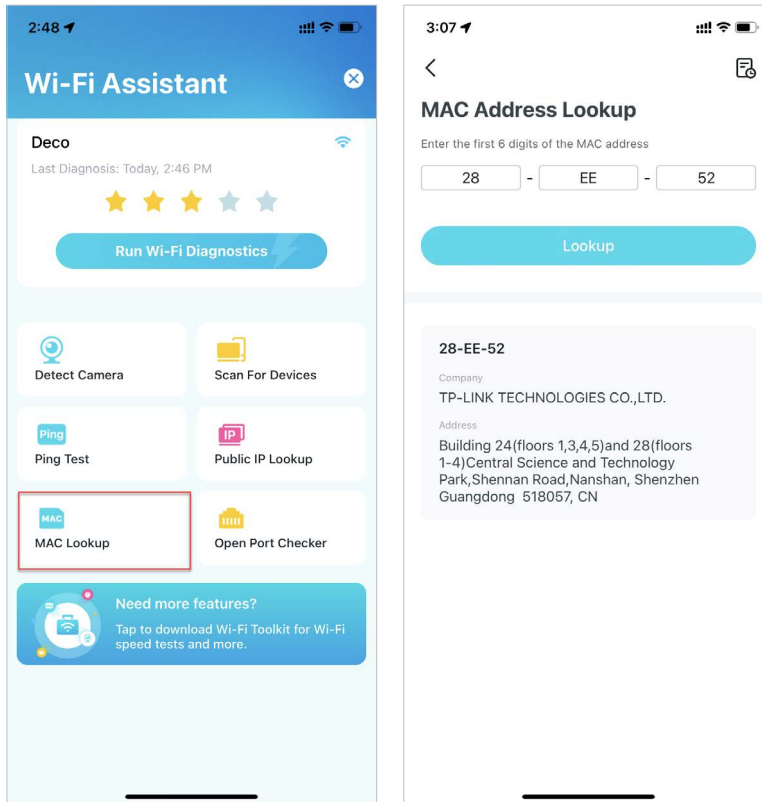 2:48
Wi-Fi Assistant
Deco
Last Diagnosis: Today, 2:46 PM
Run Wi-Fi Diagnostics
Detect Camera
Scan For Devices
Ping
Ping Test
IP
Public IP Lookup
MAC
MAC Lookup
Open Port Checker
Need more features?
Tap to download Wi-Fi Toolkit for Wi-Fi
speed tests and more.
3:07
MAC Address Lookup
Enter the first 6 digits of the MAC address
28 - EE - 52
Lookup
28-EE-52
Company
TP-LINK TECHNOLOGIES CO.,LTD.
Address
Building 24(floors 1,3,4,5)and 28(floors
1-4)Central Science and Technology
Park,Shennan Road,Nanshan, Shenzhen
Guangdong 518057, CN